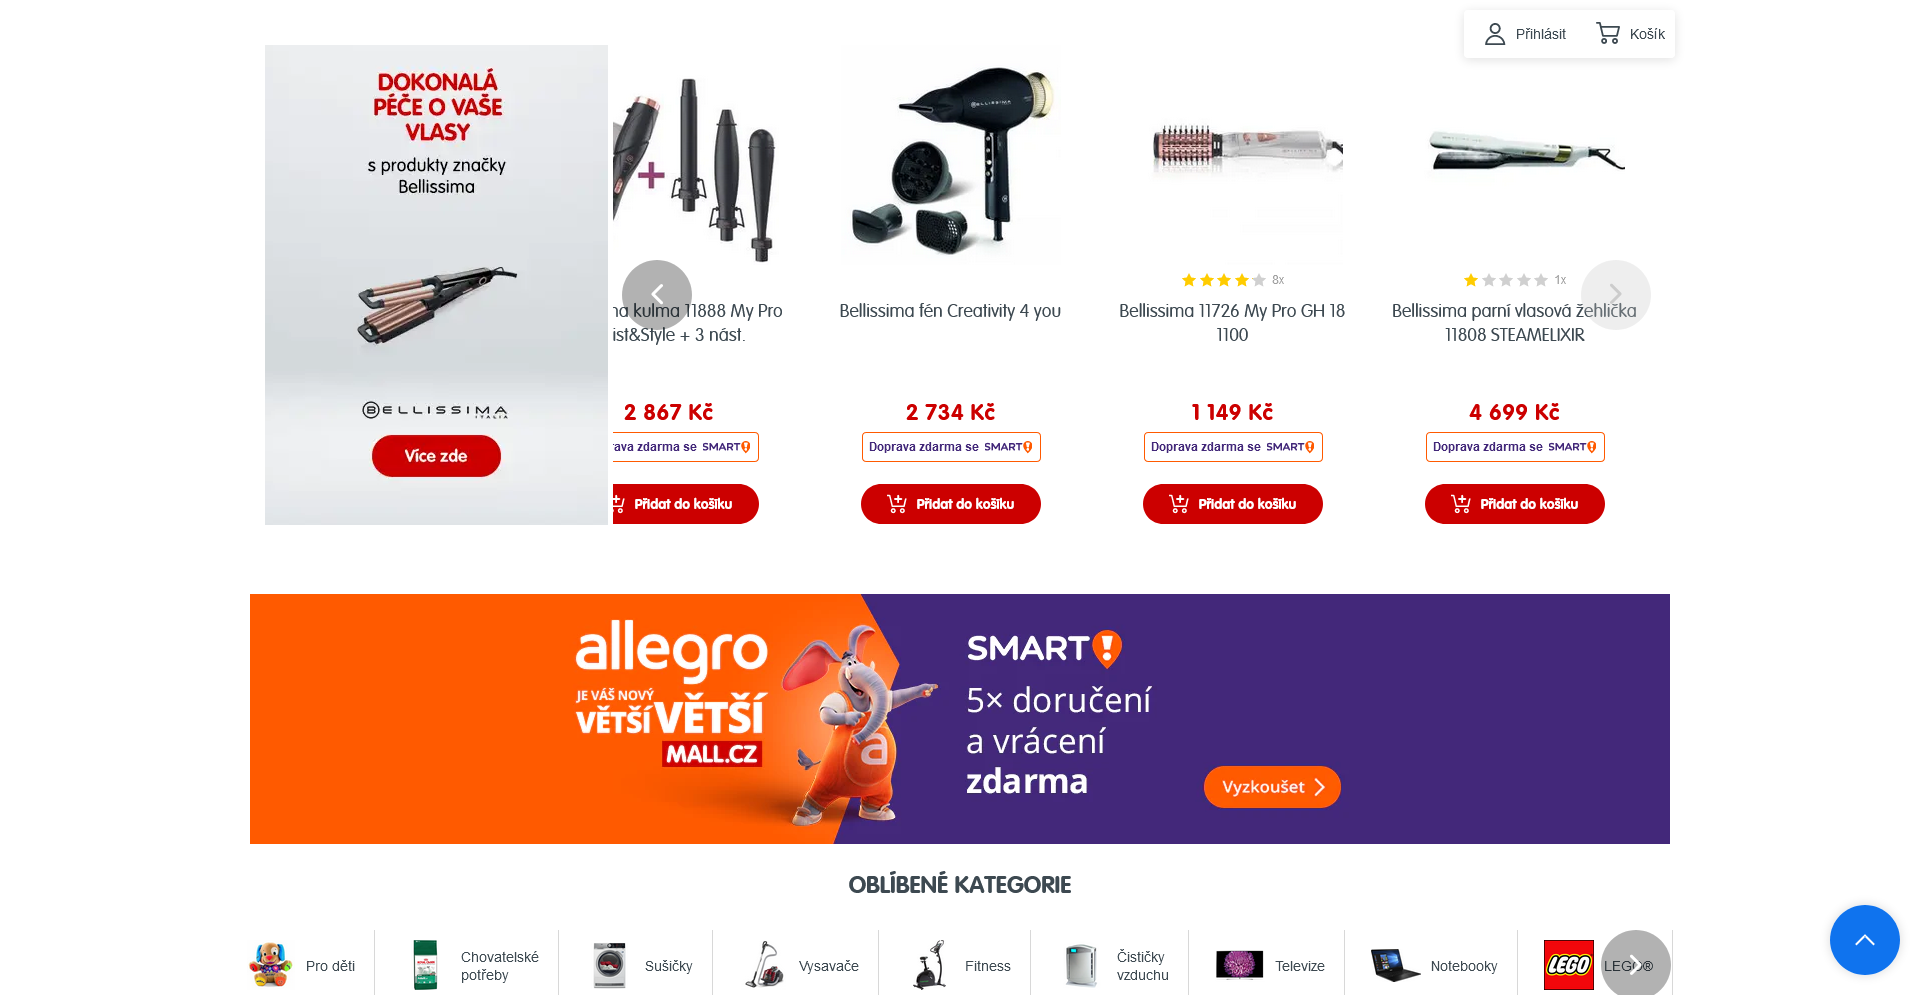 Přihlásit
Košík
DOKONALÁ
PÉČE O VAŠE
VLASY
s produkty značky
Bellissima
BELLISSIMA
ITALIA
Více zde
na kulma 11888 My Pro
ist&Style + 3 nást.
2 867 Kč
rava zdarma se SMART!
Přidat do košíku
BELLISSIMA
Bellissima fén Creativity 4 you
2 734 Kč
Doprava zdarma se SMART!
Přidat do košíku
8x
Bellissima 11726 My Pro GH 18
1100
1 149 Kč
Doprava zdarma se SMART!
Přidat do košíku
1x
Bellissima parní vlasová žehlička
11808 STEAMELIXIR
4 699 Kč
Doprava zdarma se SMART!
Přidat do košíku
allegro
JE VÁŠ NOVÝ
VĚTŠÍ VĚTŠÍ
MALL.CZ
a
SMART!
5× doručení
a vrácení
zdarma
Vyzkoušet
OBLÍBENÉ KATEGORIE
Pro děti
Chovatelské
potřeby
Sušičky
Vysavače
Fitness
Čističky
vzduchu
Televize
Notebooky
LEGO
LEGO®